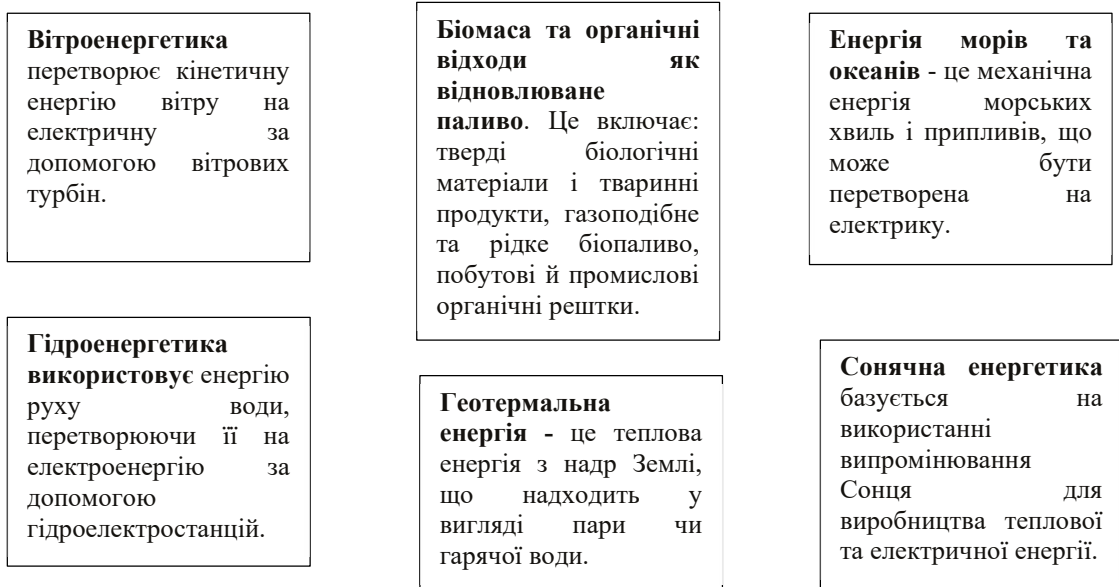 Вітроенергетика
перетворює кінетичну
енергію вітру на
електричну за
допомогою вітрових
турбін.
Біомаса та органічні
відходи як
відновлюване
паливо. Це включає:
тверді біологічні
матеріали і тваринні
продукти, газоподібне
та рідке біопаливо,
побутові й промислові
органічні рештки.
Енергія морів та
океанів - це механічна
енергія морських
хвиль і припливів, що
може бути
перетворена на
електрику.
Гідроенергетика
використовує енергію
руху води,
перетворюючи її на
електроенергію за
допомогою
гідроелектростанцій.
Геотермальна
енергія - це теплова
енергія з надр Землі,
що надходить у
вигляді пари чи
гарячої води.
Сонячна енергетика
базується на
використанні
випромінювання
Сонця для
виробництва теплової
та електричної енергії.